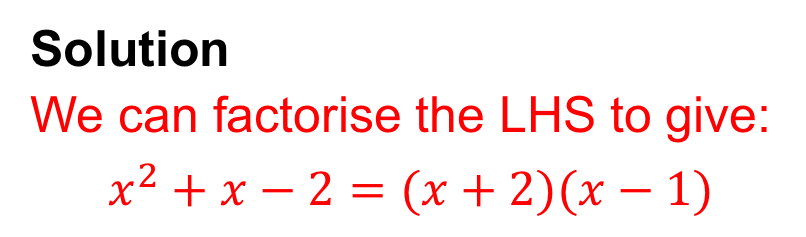 Solution
We can factorise the LHS to give:
x² + x − 2 = (x + 2)(x − 1)